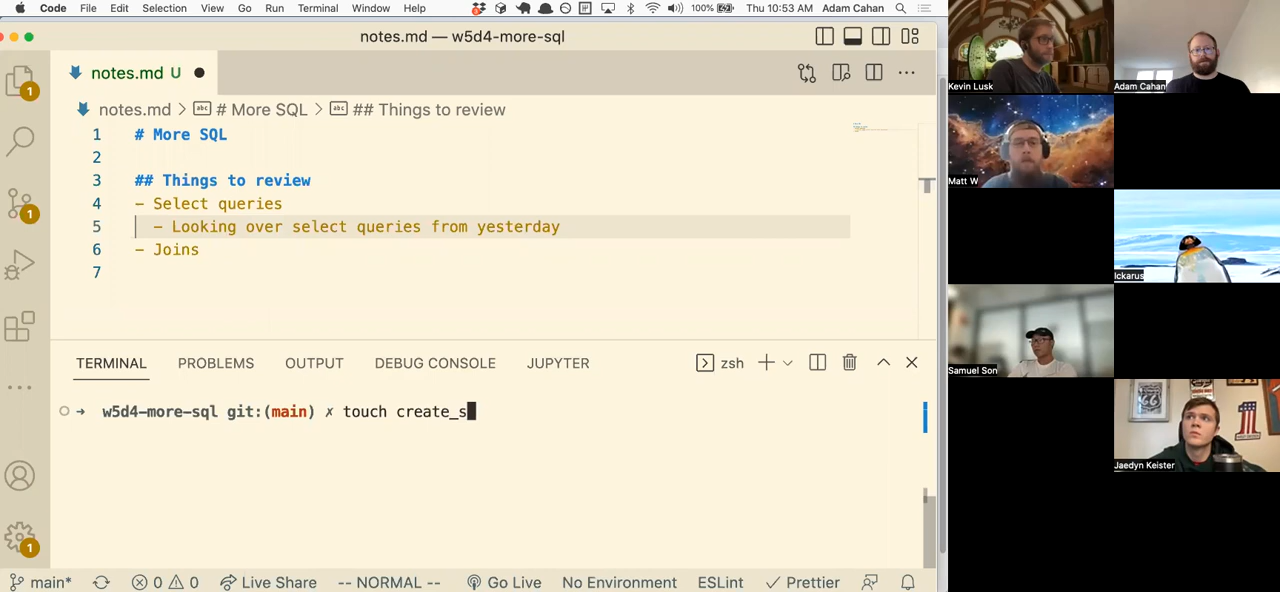 Code File Edit Selection View Go Run Terminal Window Help 100% Thu 10:53 AM Adam Cahan
notes.md — w5d4-more-sql
notes.md U
notes.md > # More SQL > ## Things to review
1 # More SQL
2
3 ## Things to review
4 - Select queries
5 - Looking over select queries from yesterday
6 - Joins
7
TERMINAL PROBLEMS OUTPUT DEBUG CONSOLE JUPYTER zsh
→ w5d4-more-sql git:(main) ✗ touch create_s
main* 0 0 Live Share -- NORMAL -- Go Live No Environment ESLint ✓ Prettier
1
1
1
Kevin Lusk
Adam Cahan
Matt W
Ickarus
Samuel Son
Jaedyn Keister